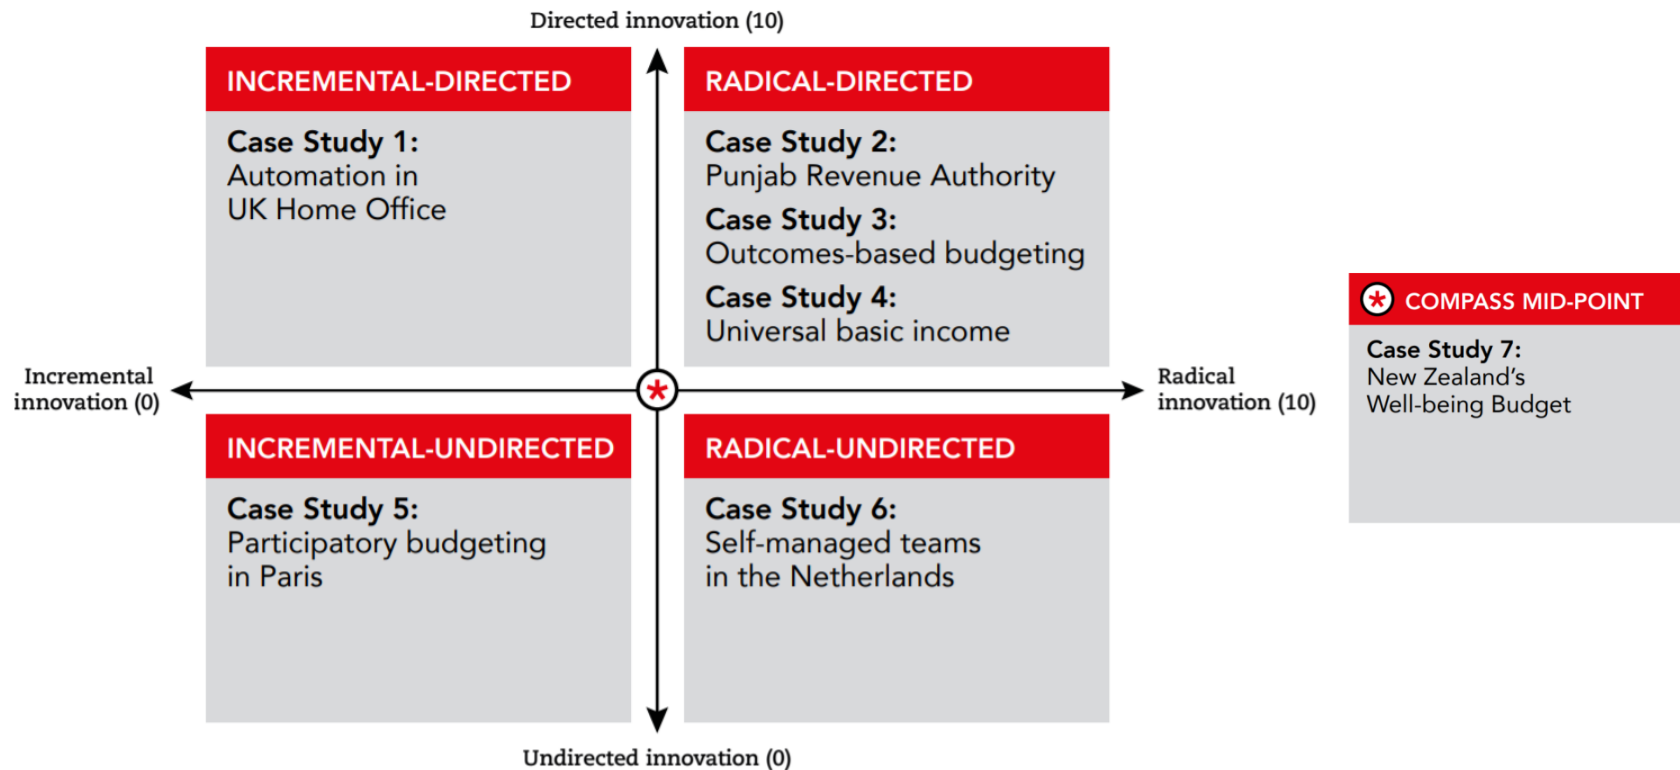 Directed innovation (10)
INCREMENTAL-DIRECTED
Case Study 1:
Automation in
UK Home Office
RADICAL-DIRECTED
Case Study 2:
Punjab Revenue Authority
Case Study 3:
Outcomes-based budgeting
Case Study 4:
Universal basic income
Incremental
innovation (0)
*
Radical
innovation (10)
* COMPASS MID-POINT
Case Study 7:
New Zealand's
Well-being Budget
INCREMENTAL-UNDIRECTED
Case Study 5:
Participatory budgeting
in Paris
RADICAL-UNDIRECTED
Case Study 6:
Self-managed teams
in the Netherlands
Undirected innovation (0)